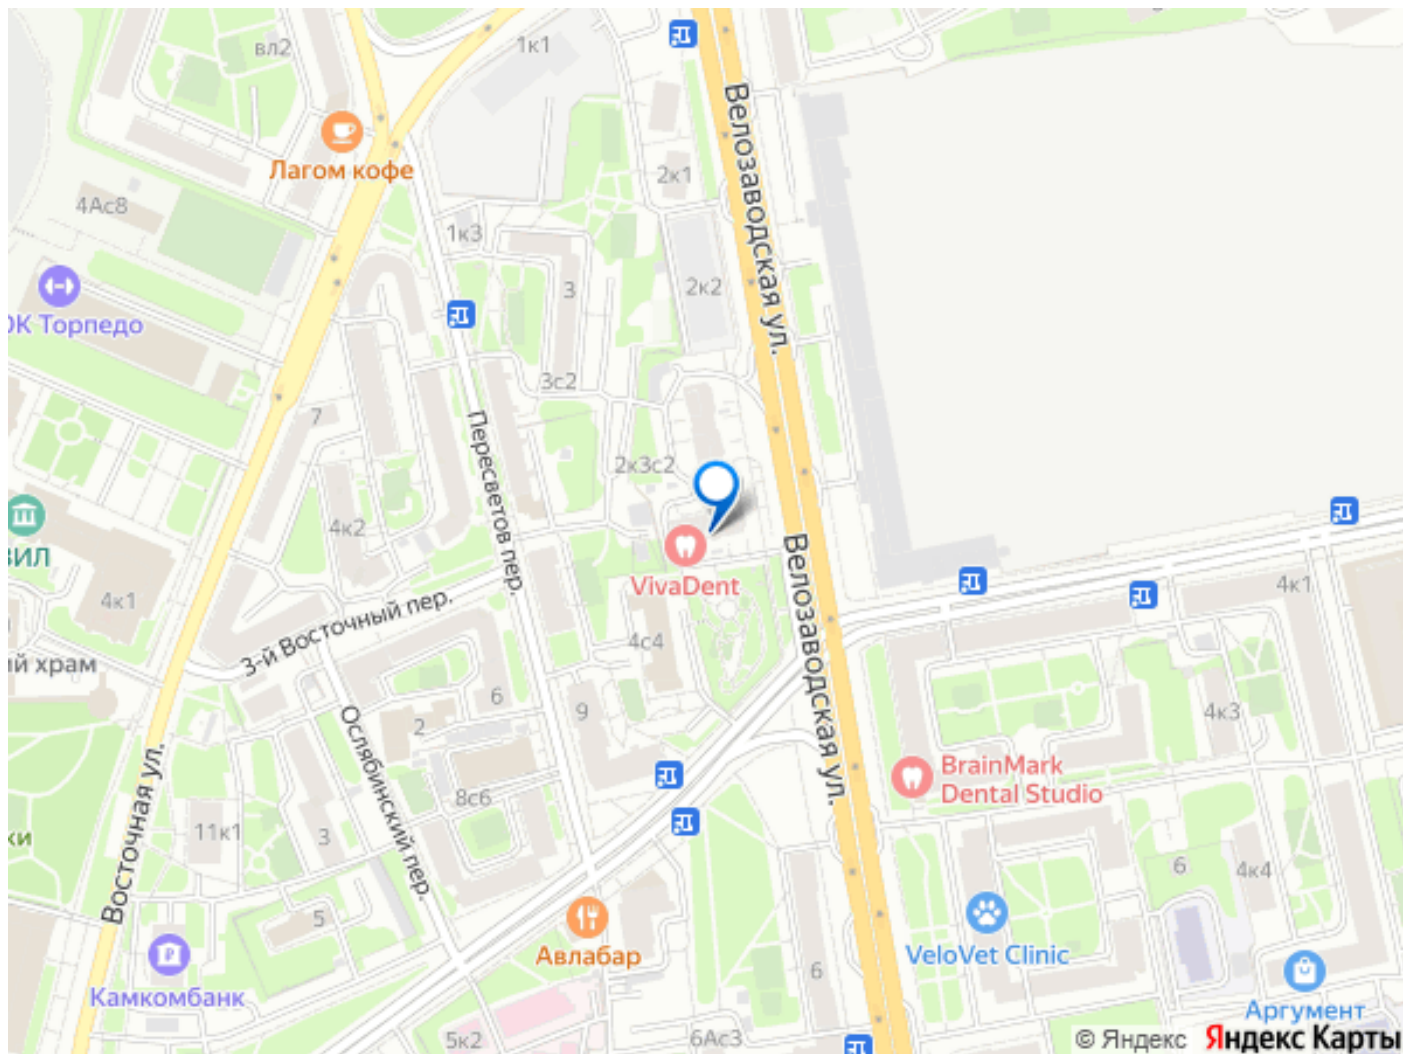 1к1
вл2
Велозаводская ул.
Лагом кофе
2к1
4Ас8
1к3
3
2к2
ОК Торпедо
3с2
7
Пересветов пер.
2к3с2
4к2
ВИЛ
VivaDent
4к1
4к1
3-й Восточный пер.
Велозаводская ул.
4с4
ий храм
6
9
2
4к3
Ослябинский пер.
BrainMark
Dental Studio
8с6
Восточная ул.
11к1
3
ки
6
4к4
5
Авлабар
VeloVet Clinic
6
Камкомбанк
Аргумент
5к2
6Ас3
© Яндекс Яндекс Карты